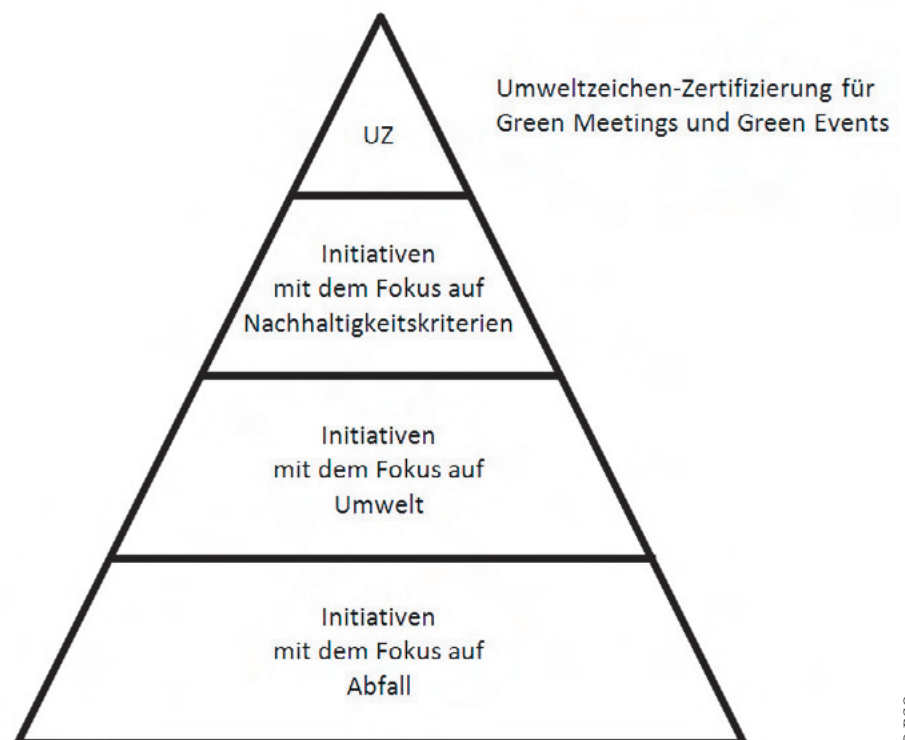 Umweltzeichen-Zertifizierung für
Green Meetings und Green Events
UZ
Initiativen
mit dem Fokus auf
Nachhaltigkeitskriterien
Initiativen
mit dem Fokus auf
Umwelt
Initiativen
mit dem Fokus auf
Abfall